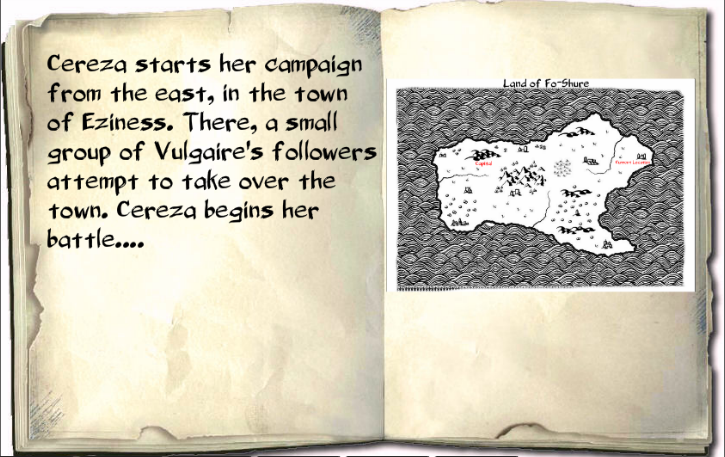 Cereza starts her campaign
from the east, in the town
of Eziness. There, a small
group of Vulgaire's followers
attempt to take over the
town. Cereza begins her
battle....
Land of Fo-Shure
Capital